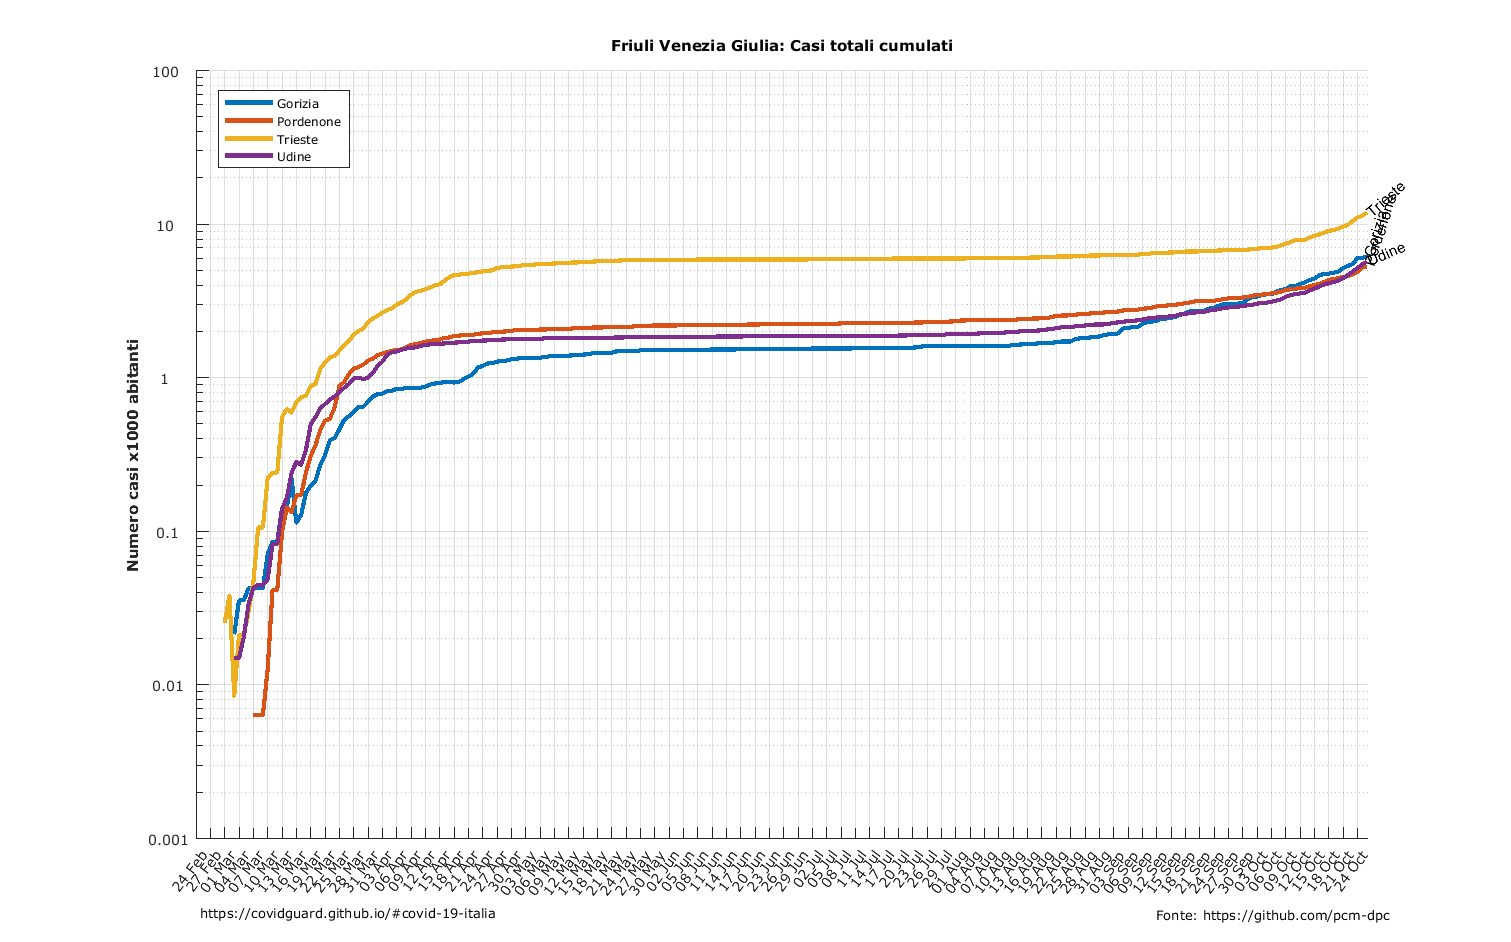 Friuli Venezia Giulia: Casi totali cumulati
100
10
1
0.1
0.01
0.001
Numero casi x1000 abitanti
Gorizia
Pordenone
Trieste
Udine
Trieste
Gorizia
Pordenone
Udine
24 Feb
27 Feb
01 Mar
04 Mar
07 Mar
10 Mar
13 Mar
16 Mar
19 Mar
22 Mar
25 Mar
28 Mar
31 Mar
03 Apr
06 Apr
09 Apr
12 Apr
15 Apr
18 Apr
21 Apr
24 Apr
27 Apr
30 Apr
03 May
06 May
09 May
12 May
15 May
18 May
21 May
24 May
27 May
30 May
02 Jun
05 Jun
08 Jun
11 Jun
14 Jun
17 Jun
20 Jun
23 Jun
26 Jun
29 Jun
02 Jul
05 Jul
08 Jul
11 Jul
14 Jul
17 Jul
20 Jul
23 Jul
26 Jul
29 Jul
01 Aug
04 Aug
07 Aug
10 Aug
13 Aug
16 Aug
19 Aug
22 Aug
25 Aug
28 Aug
31 Aug
03 Sep
06 Sep
09 Sep
12 Sep
15 Sep
18 Sep
21 Sep
24 Sep
27 Sep
30 Sep
03 Oct
06 Oct
09 Oct
12 Oct
15 Oct
18 Oct
21 Oct
24 Oct
https://covidguard.github.io/#covid-19-italia
Fonte: https://github.com/pcm-dpc